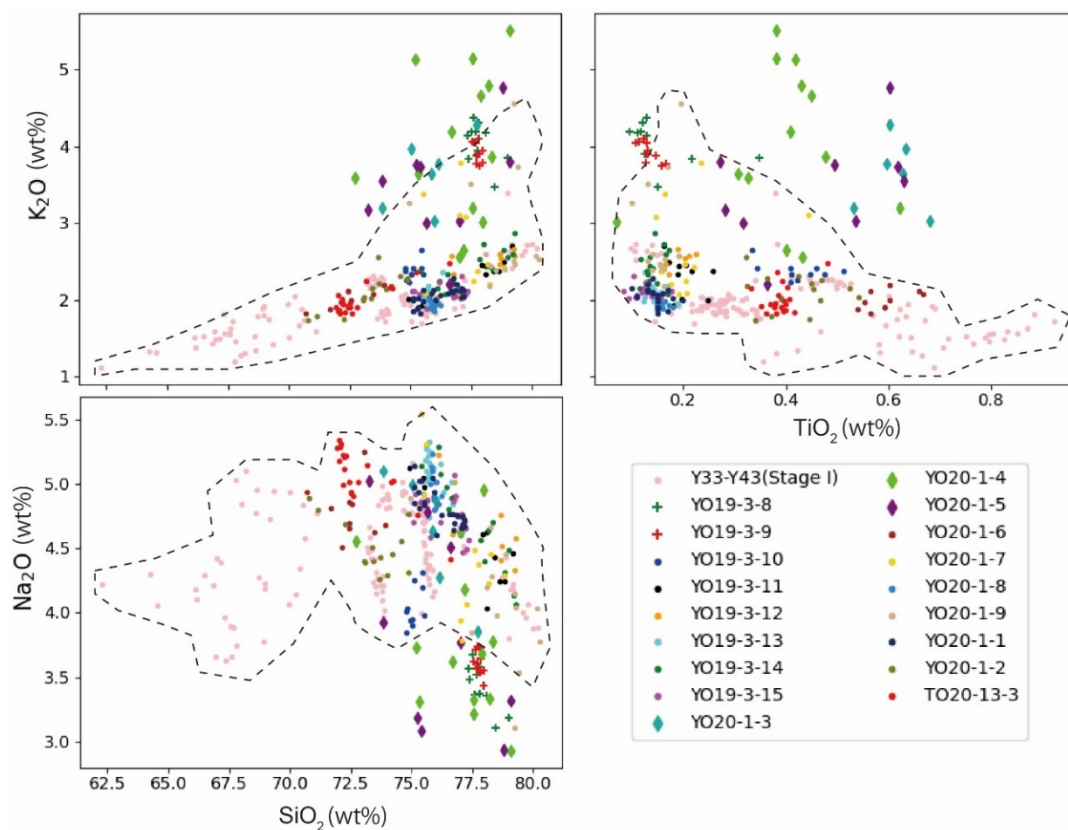 K₂O (wt%)
5
4
3
2
1
0.2
0.4
0.6
0.8
TiO₂ (wt%)
Na₂O (wt%)
5.5
5.0
4.5
4.0
3.5
3.0
62.5
65.0
67.5
70.0
72.5
75.0
77.5
80.0
SiO₂ (wt%)
Y33-Y43(Stage I)
YO19-3-8
YO19-3-9
YO19-3-10
YO19-3-11
YO19-3-12
YO19-3-13
YO19-3-14
YO19-3-15
YO20-1-3
YO20-1-4
YO20-1-5
YO20-1-6
YO20-1-7
YO20-1-8
YO20-1-9
YO20-1-1
YO20-1-2
TO20-13-3